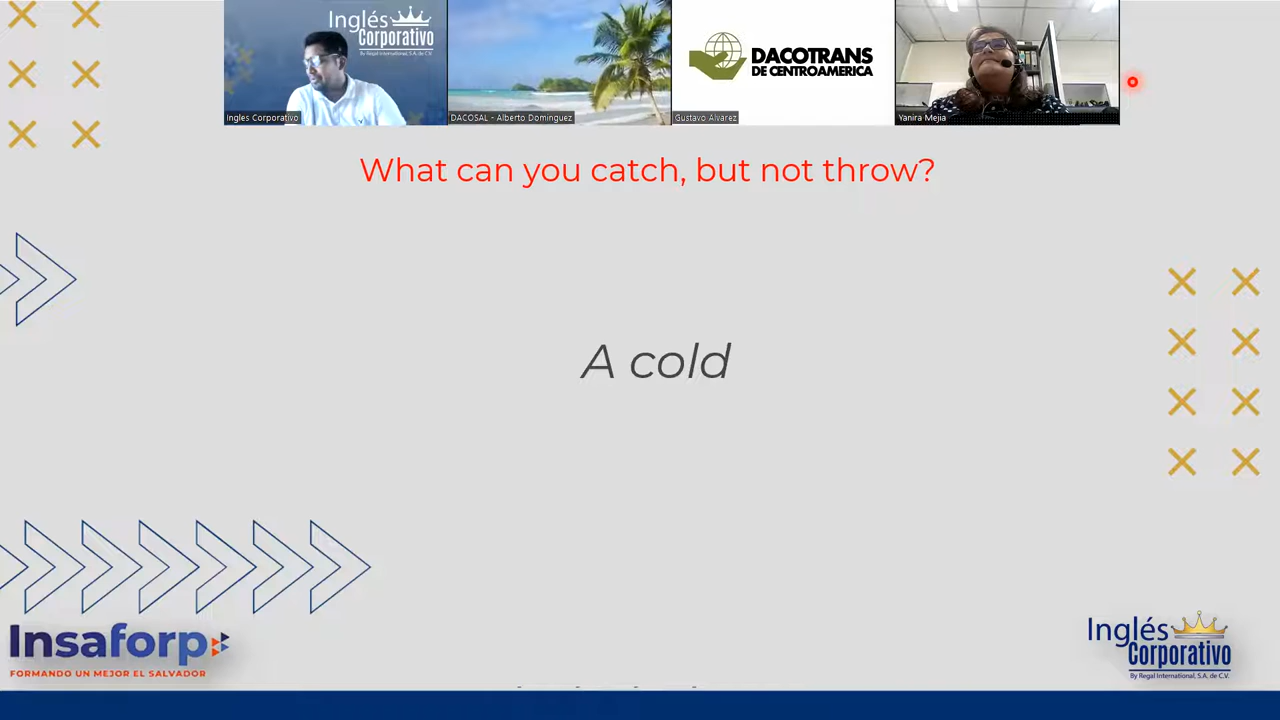 Inglés
Corporativo
By Regal International, S.A. de C.V.
DACOTRANS
DE CENTROAMERICA
Ingles Corporativo
DACOSAL - Alberto Dominguez
Gustavo Alvarez
Yanira Mejia
What can you catch, but not throw?
A cold
Insaforp
FORMANDO UN MEJOR EL SALVADOR
Inglés
Corporativo
By Regal International, S.A. de C.V.